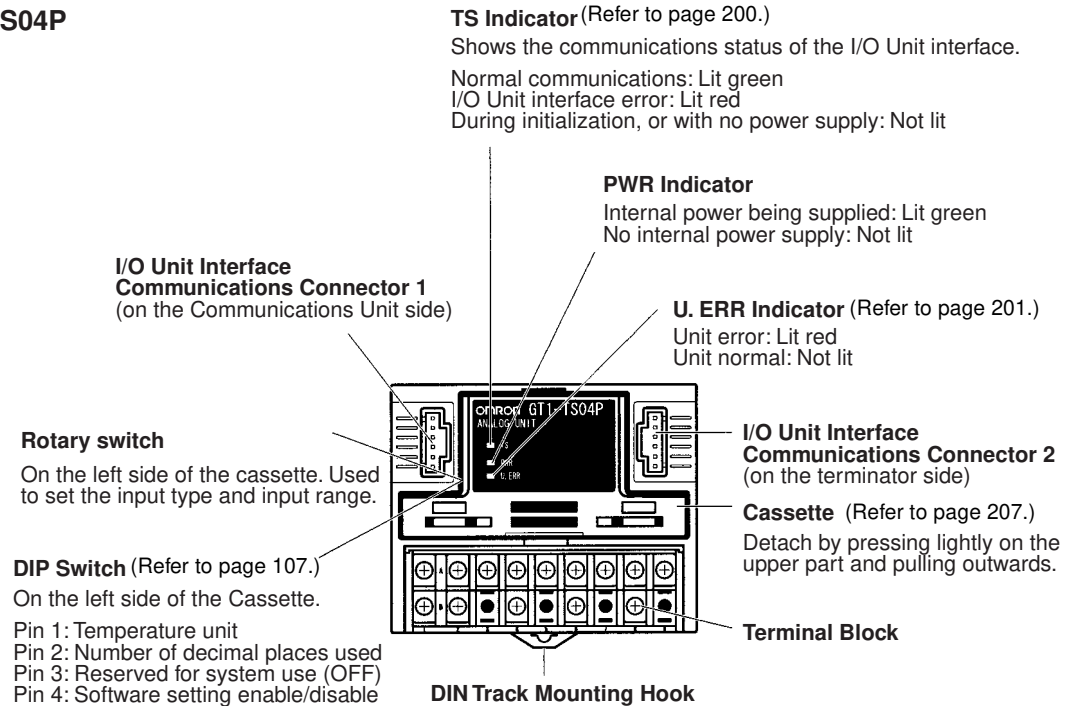 S04P
TS Indicator (Refer to page 200.)
Shows the communications status of the I/O Unit interface.
Normal communications: Lit green
I/O Unit interface error: Lit red
During initialization, or with no power supply: Not lit
PWR Indicator
Internal power being supplied: Lit green
No internal power supply: Not lit
I/O Unit Interface
Communications Connector 1
(on the Communications Unit side)
U. ERR Indicator (Refer to page 201.)
Unit error: Lit red
Unit normal: Not lit
OMRON GT1-TS04P
ANALOG UNIT
TS
PWR
U.ERR
Rotary switch
On the left side of the cassette. Used
to set the input type and input range.
I/O Unit Interface
Communications Connector 2
(on the terminator side)
Cassette (Refer to page 207.)
Detach by pressing lightly on the
upper part and pulling outwards.
DIP Switch (Refer to page 107.)
On the left side of the Cassette.
Pin 1: Temperature unit
Pin 2: Number of decimal places used
Pin 3: Reserved for system use (OFF)
Pin 4: Software setting enable/disable
A
B
Terminal Block
DIN Track Mounting Hook